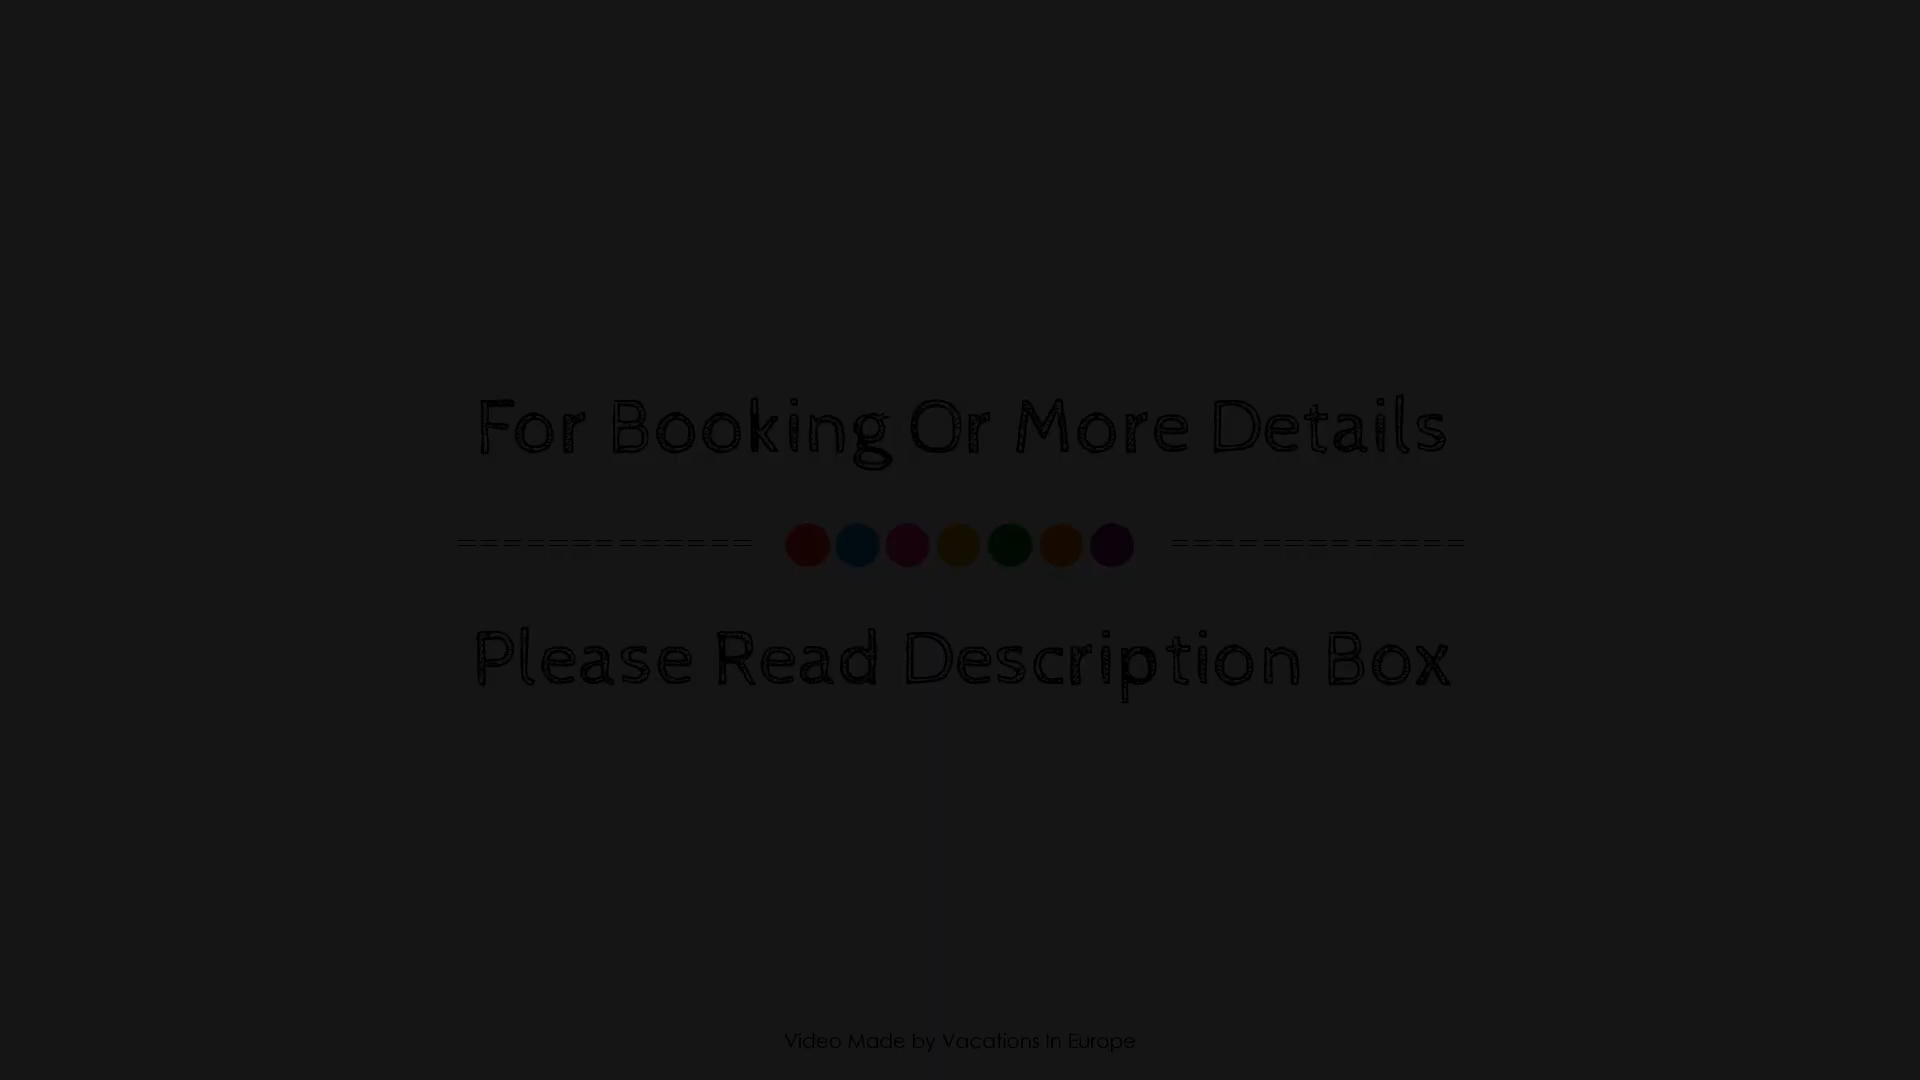 For Booking Or More Details
============= =============
Please Read Description Box
Video Made by Vacations In Europe